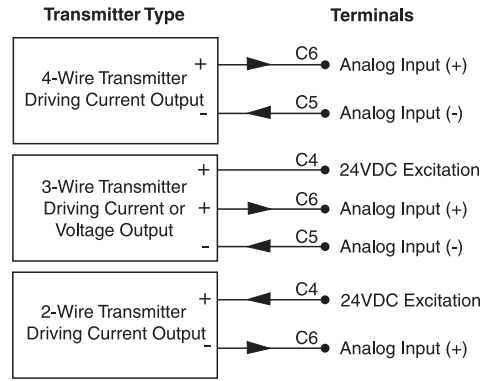 Transmitter Type
Terminals
4-Wire Transmitter
Driving Current Output
+
C6
Analog Input (+)
-
C5
Analog Input (-)
3-Wire Transmitter
Driving Current or
Voltage Output
+
C4
24VDC Excitation
+
C6
Analog Input (+)
-
C5
Analog Input (-)
2-Wire Transmitter
Driving Current Output
+
C4
24VDC Excitation
-
C6
Analog Input (+)